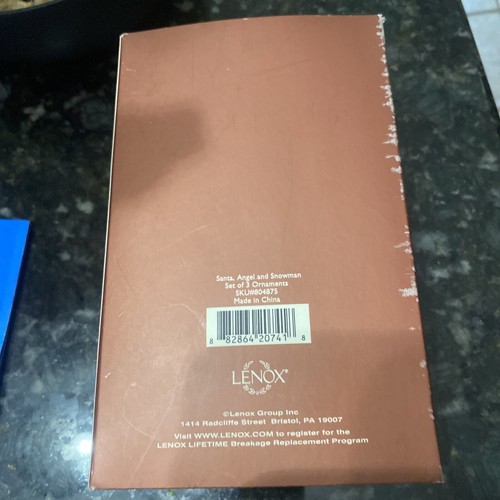 Santa, Angel and Snowman
Set of 3 Ornaments
SKU#804875
Made in China
8 82864 20741 8
LENOX®
©Lenox Group Inc
1414 Radcliffe Street Bristol, PA 19007
Visit WWW.LENOX.COM to register for the
LENOX LIFETIME Breakage Replacement Program